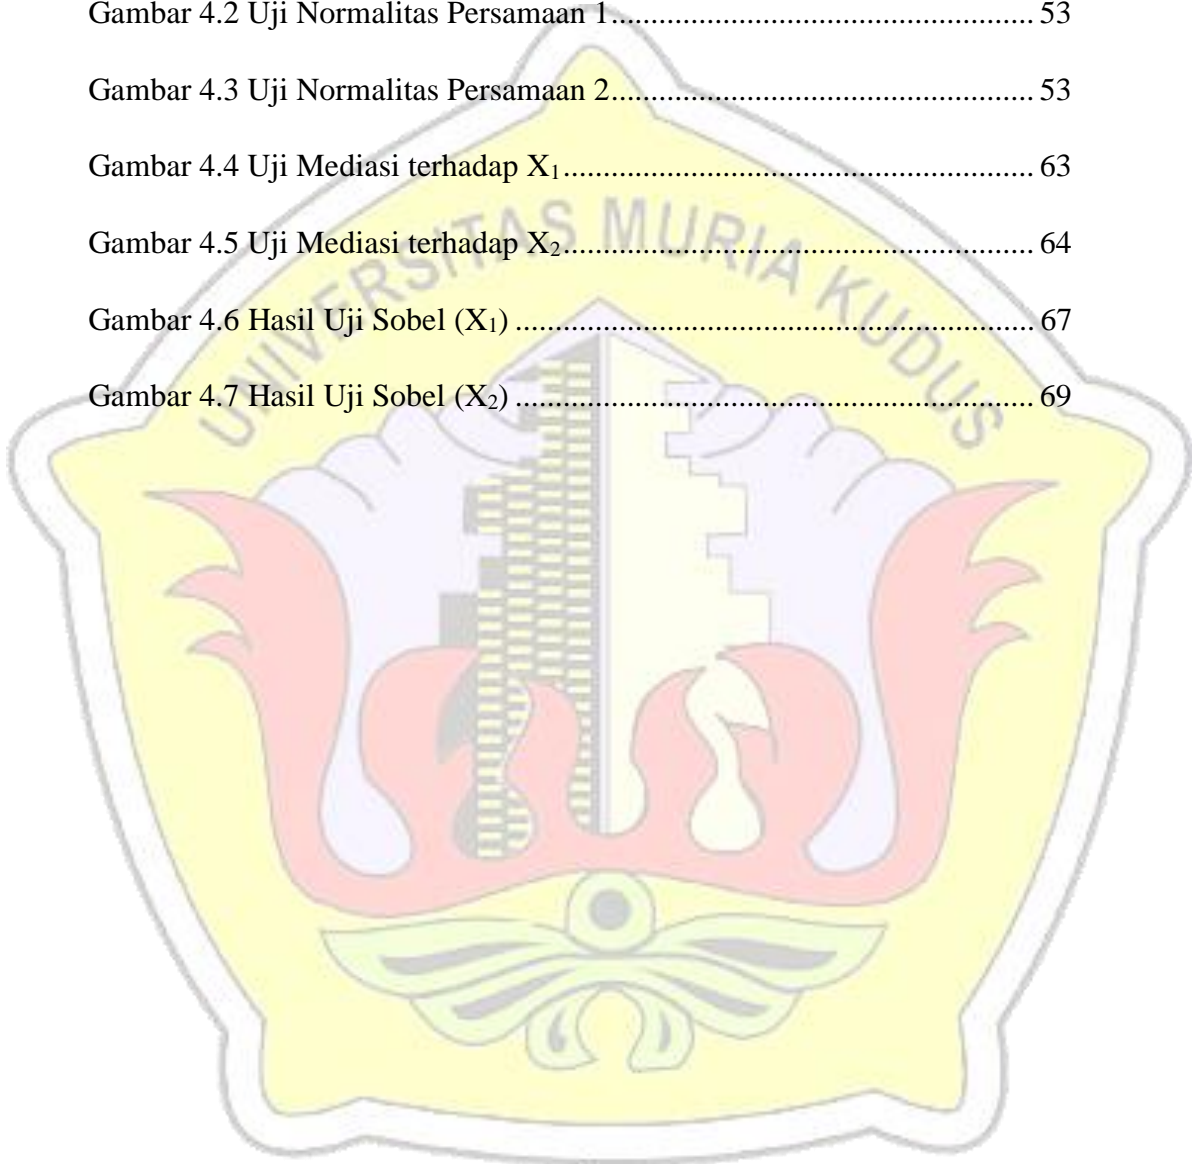 Gambar 4.2 Uji Normalitas Persamaan 1..................................................... 53
Gambar 4.3 Uji Normalitas Persamaan 2..................................................... 53
Gambar 4.4 Uji Mediasi terhadap X₁........................................................... 63
Gambar 4.5 Uji Mediasi terhadap X₂........................................................... 64
Gambar 4.6 Hasil Uji Sobel (X₁) ................................................................. 67
Gambar 4.7 Hasil Uji Sobel (X₂) ................................................................. 69
UNIVERSITAS MURIA KUDUS